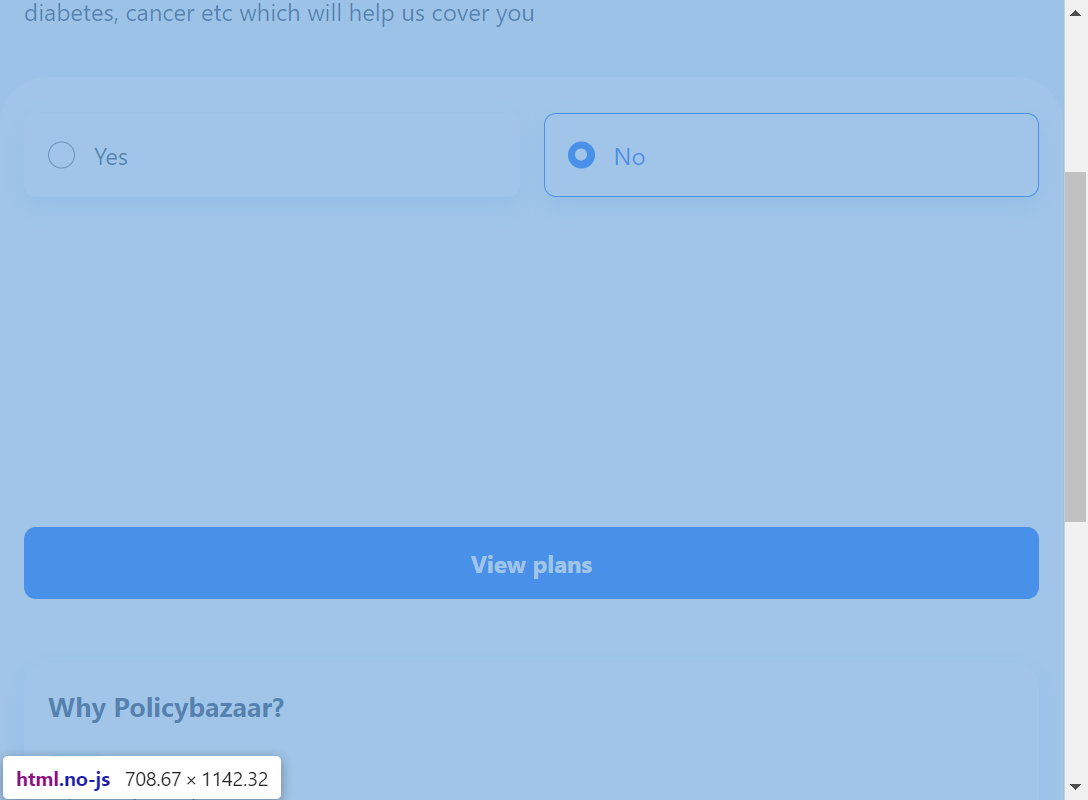 diabetes, cancer etc which will help us cover you
Yes
No
View plans
Why Policybazaar?
html.no-js 708.67 × 1142.32